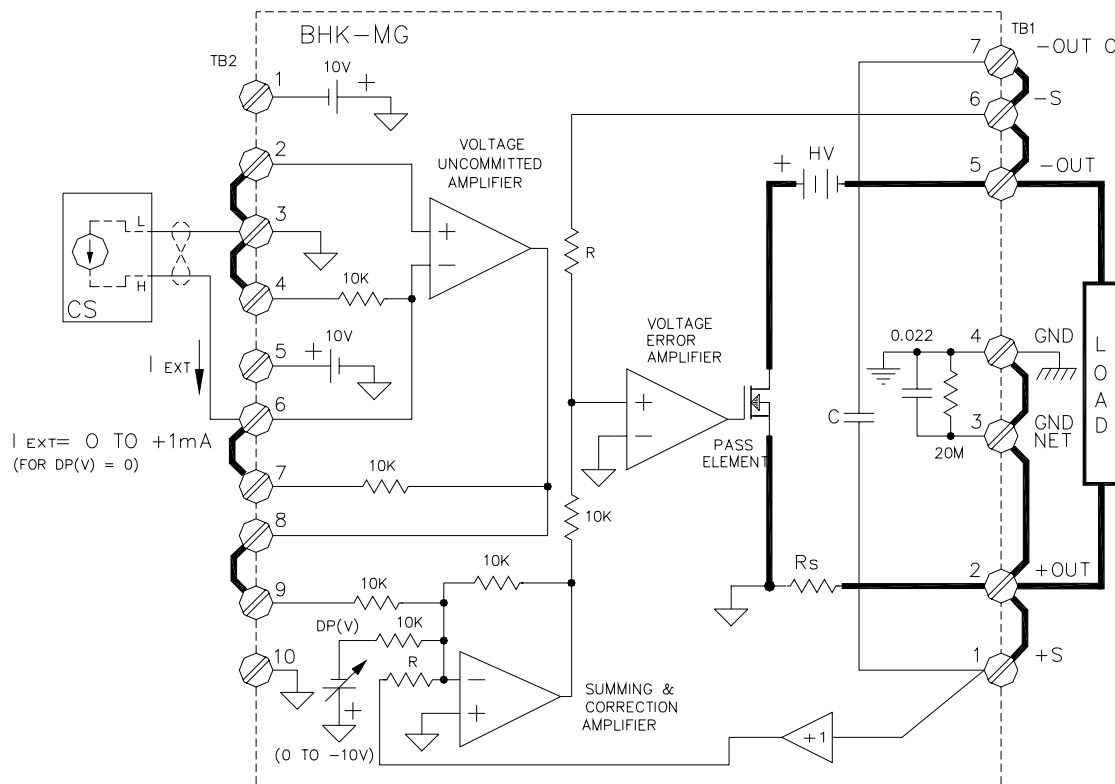 BHK-MG
TB1
TB2
7
-OUT C
1
10V
+
6
-S
2
VOLTAGE
UNCOMMITTED
AMPLIFIER
+
HV
5
-OUT
3
L
+
R
H
10K
-
CS
4
VOLTAGE
ERROR
AMPLIFIER
0.022
4
GND
LOAD
10V
5
+
I EXT
+
C
6
-
3
GND
NET
I EXT= 0 TO +1mA
(FOR DP(V) = 0)
PASS
ELEMENT
20M
10K
7
10K
8
10K
Rs
2
+OUT
10K
9
DP(V)
10K
R
10
-
1
+S
+
+
SUMMING &
CORRECTION
AMPLIFIER
+1
(0 TO -10V)